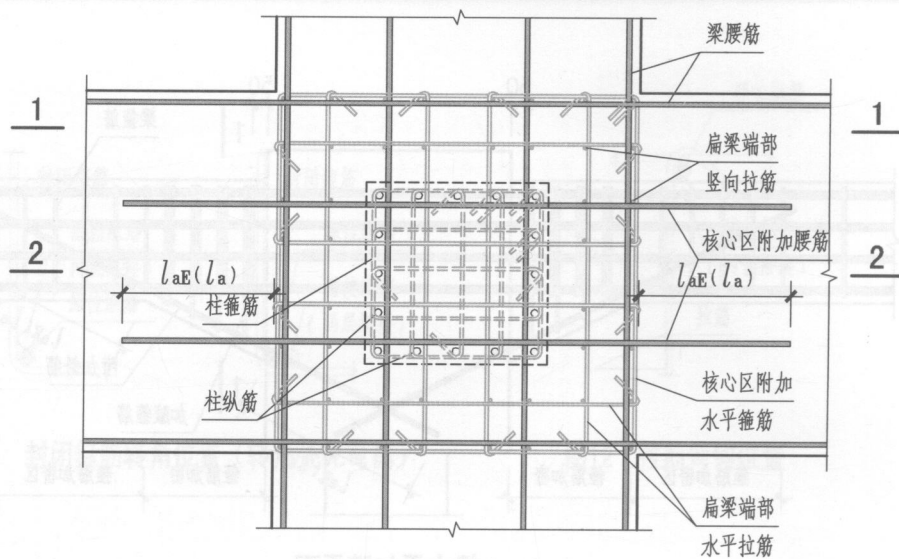 梁腰筋
1
1
扁梁端部
竖向拉筋
2
核心区附加腰筋
2
laE(la)
laE(la)
柱箍筋
柱纵筋
核心区附加
水平箍筋
扁梁端部
水平拉筋